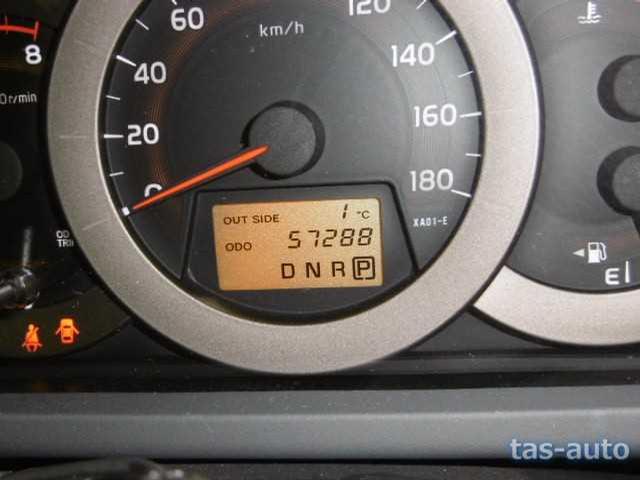 60
120
km/h
8
40
140
0r/min
20
160
0
180
OUT SIDE 1°C
XA01-E
ODO 57288
D N R P
OD
TRI
E
tas-auto